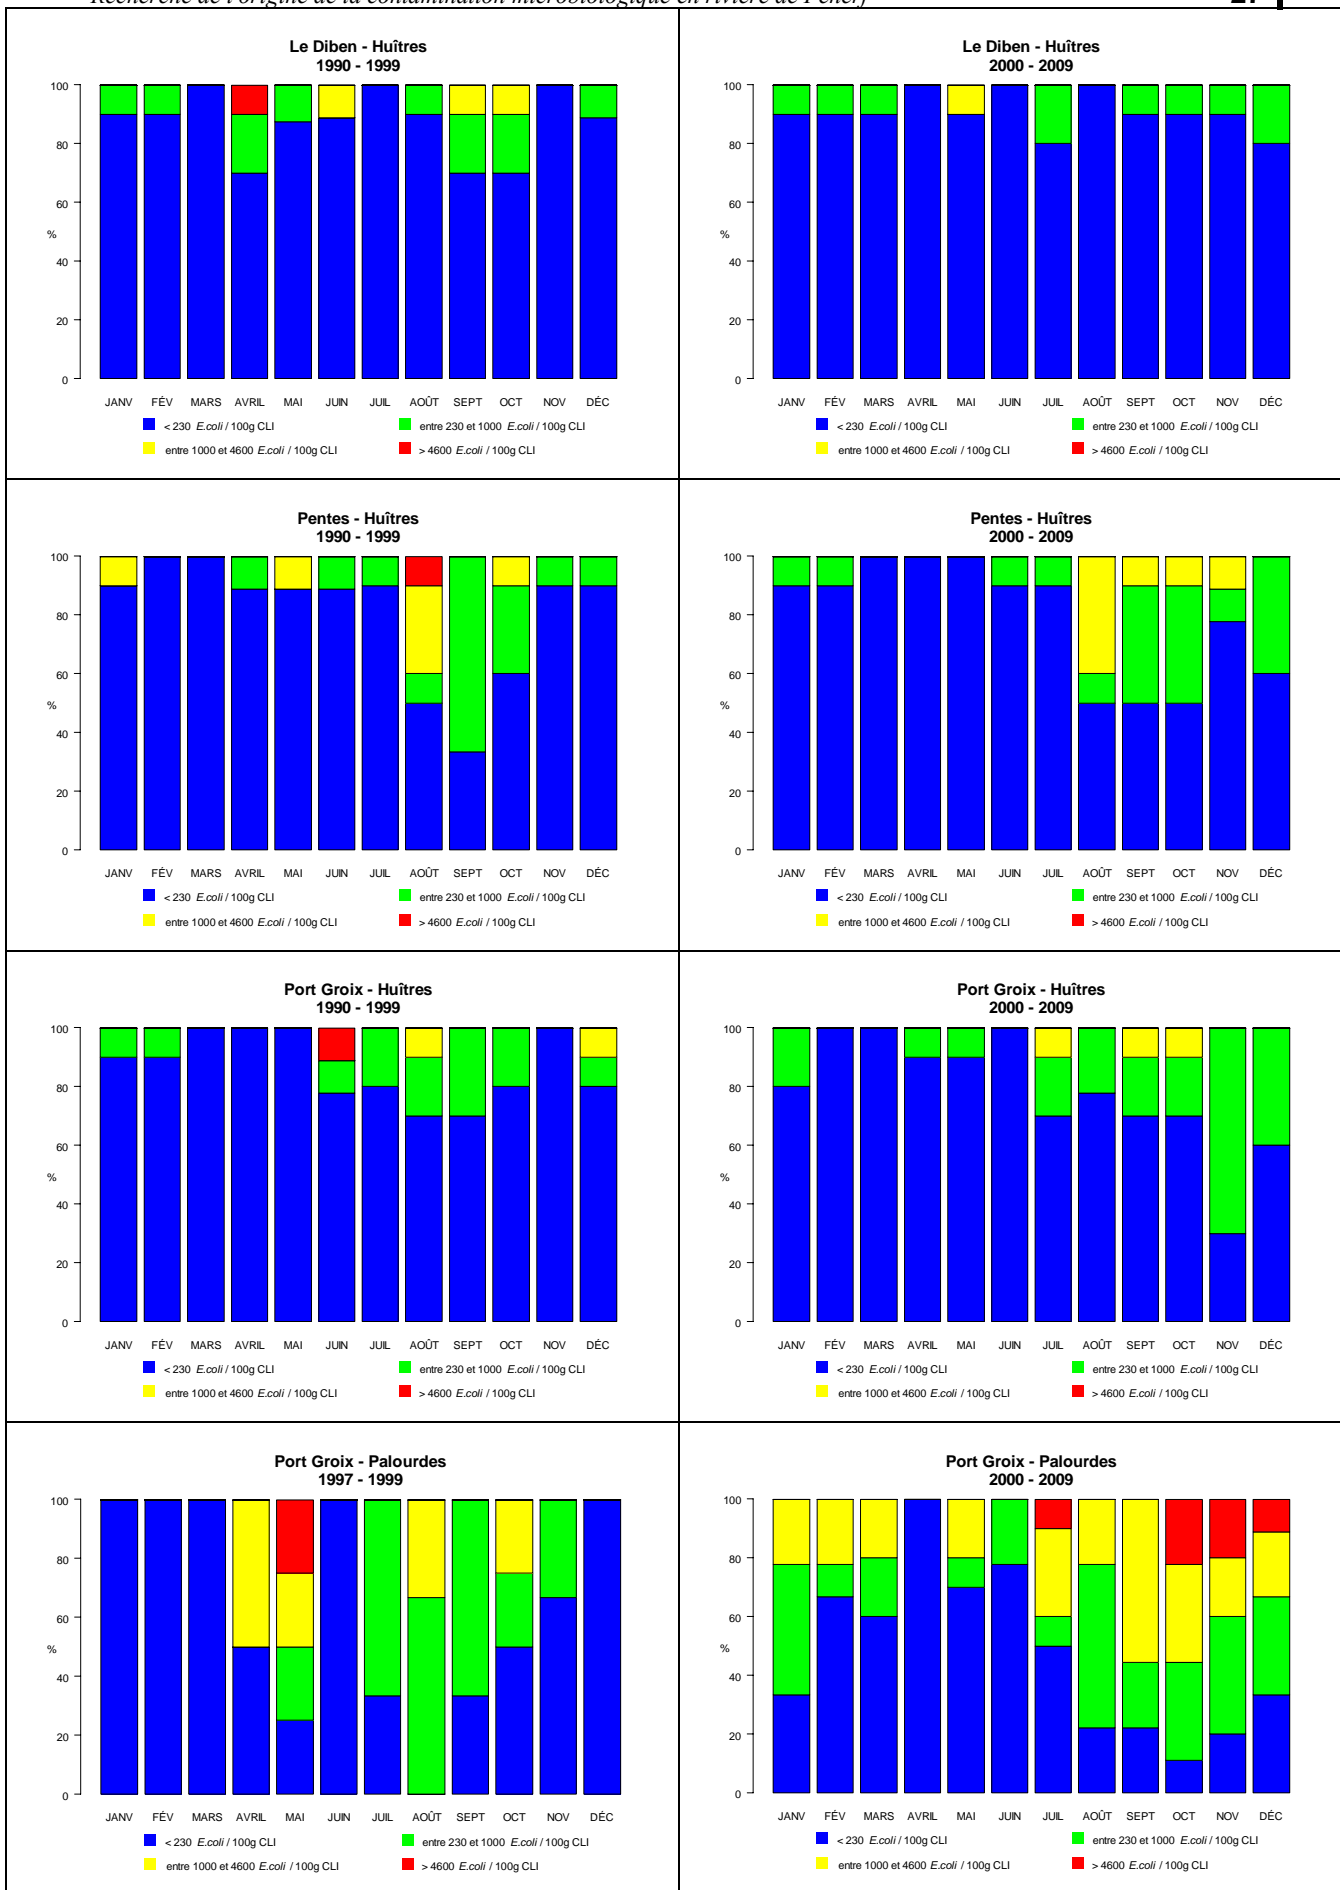 Recherche de l'origine de la contamination microbiologique en rivière de Pénerf
Le Diben - Huîtres
1990 - 1999
100
80
60
%
40
20
0
JANV FÉV MARS AVRIL MAI JUIN JUIL AOÛT SEPT OCT NOV DÉC
< 230 E.coli / 100g CLI
entre 230 et 1000 E.coli / 100g CLI
entre 1000 et 4600 E.coli / 100g CLI
> 4600 E.coli / 100g CLI
Le Diben - Huîtres
2000 - 2009
100
80
60
%
40
20
0
JANV FÉV MARS AVRIL MAI JUIN JUIL AOÛT SEPT OCT NOV DÉC
< 230 E.coli / 100g CLI
entre 230 et 1000 E.coli / 100g CLI
entre 1000 et 4600 E.coli / 100g CLI
> 4600 E.coli / 100g CLI
Pentes - Huîtres
1990 - 1999
100
80
60
%
40
20
0
JANV FÉV MARS AVRIL MAI JUIN JUIL AOÛT SEPT OCT NOV DÉC
< 230 E.coli / 100g CLI
entre 230 et 1000 E.coli / 100g CLI
entre 1000 et 4600 E.coli / 100g CLI
> 4600 E.coli / 100g CLI
Pentes - Huîtres
2000 - 2009
100
80
60
%
40
20
0
JANV FÉV MARS AVRIL MAI JUIN JUIL AOÛT SEPT OCT NOV DÉC
< 230 E.coli / 100g CLI
entre 230 et 1000 E.coli / 100g CLI
entre 1000 et 4600 E.coli / 100g CLI
> 4600 E.coli / 100g CLI
Port Groix - Huîtres
1990 - 1999
100
80
60
%
40
20
0
JANV FÉV MARS AVRIL MAI JUIN JUIL AOÛT SEPT OCT NOV DÉC
< 230 E.coli / 100g CLI
entre 230 et 1000 E.coli / 100g CLI
entre 1000 et 4600 E.coli / 100g CLI
> 4600 E.coli / 100g CLI
Port Groix - Huîtres
2000 - 2009
100
80
60
%
40
20
0
JANV FÉV MARS AVRIL MAI JUIN JUIL AOÛT SEPT OCT NOV DÉC
< 230 E.coli / 100g CLI
entre 230 et 1000 E.coli / 100g CLI
entre 1000 et 4600 E.coli / 100g CLI
> 4600 E.coli / 100g CLI
Port Groix - Palourdes
1997 - 1999
100
80
60
%
40
20
0
JANV FÉV MARS AVRIL MAI JUIN JUIL AOÛT SEPT OCT NOV DÉC
< 230 E.coli / 100g CLI
entre 230 et 1000 E.coli / 100g CLI
entre 1000 et 4600 E.coli / 100g CLI
> 4600 E.coli / 100g CLI
Port Groix - Palourdes
2000 - 2009
100
80
60
%
40
20
0
JANV FÉV MARS AVRIL MAI JUIN JUIL AOÛT SEPT OCT NOV DÉC
< 230 E.coli / 100g CLI
entre 230 et 1000 E.coli / 100g CLI
entre 1000 et 4600 E.coli / 100g CLI
> 4600 E.coli / 100g CLI